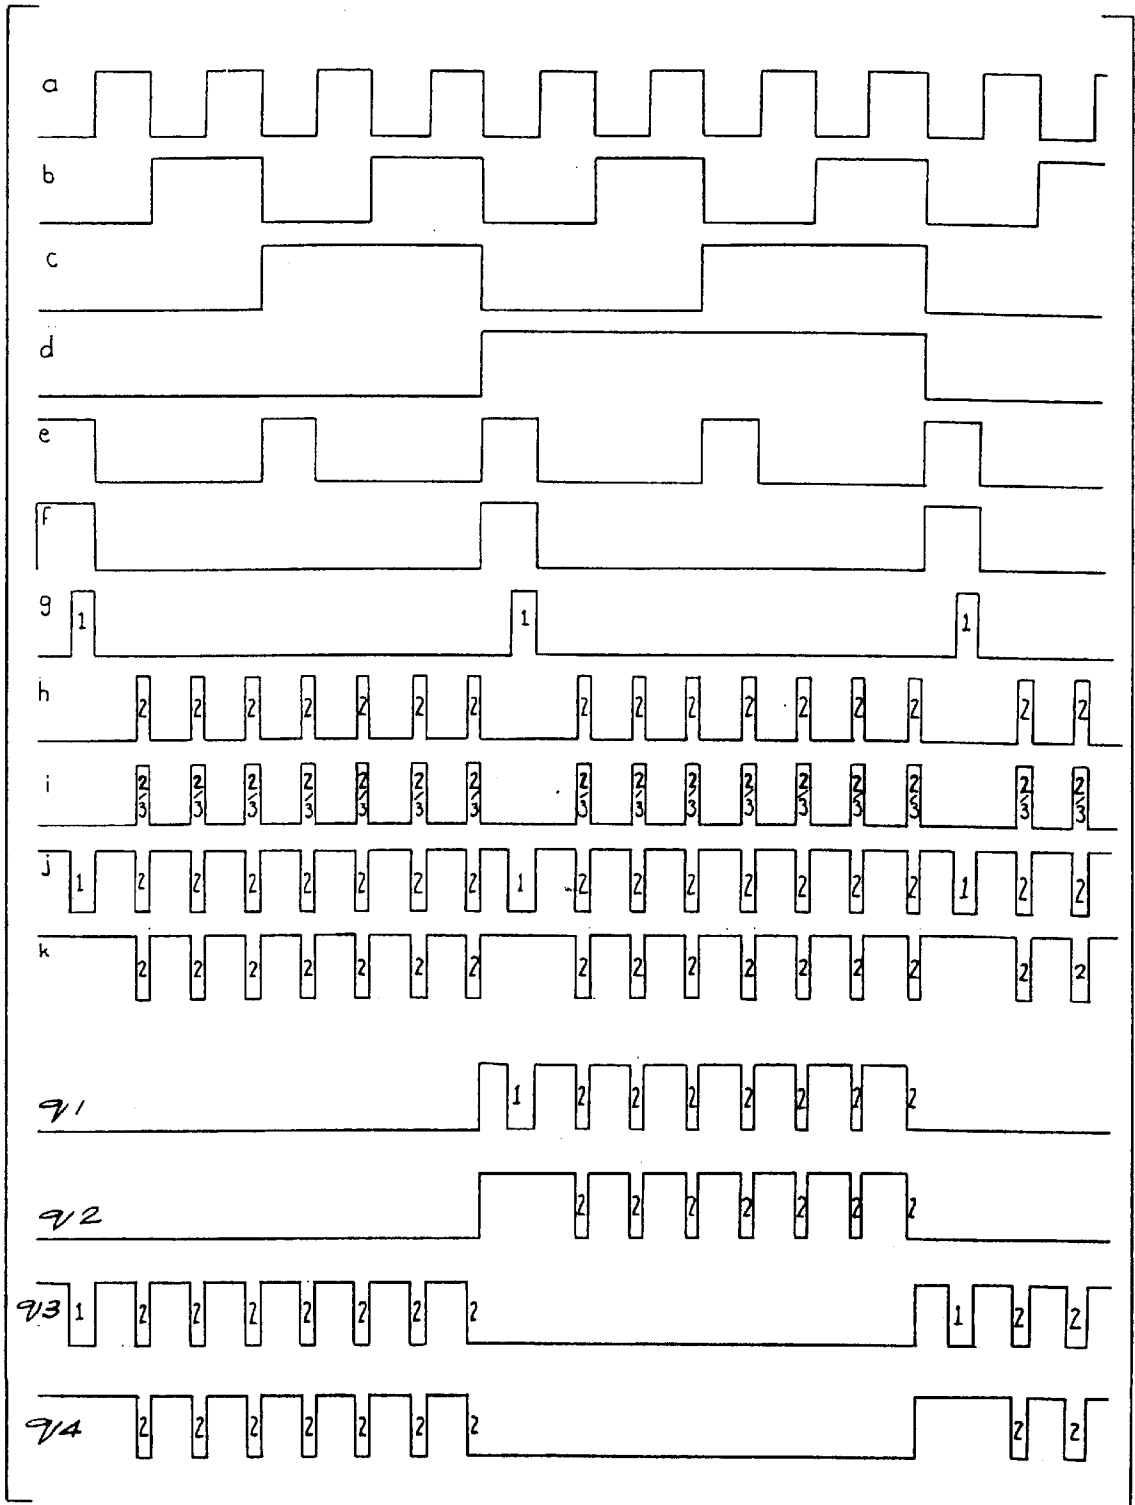 a
b
c
d
e
f
g
1 1 1
h
2 2 2 2 2 2 2 2 2 2 2 2 2 2 2 2
i
2/3 2/3 2/3 2/3 2/3 2/3 2/3 2/3 2/3 2/3 2/3 2/3 2/3 2/3 2/3 2/3
j
1 2 2 2 2 2 2 2 1 2 2 2 2 2 2 2 1 2 2
k
2 2 2 2 2 2 2 2 2 2 2 2 2 2 2 2
q1
1 2 2 2 2 2 2 2
q2
2 2 2 2 2 2 2
q3
1 2 2 2 2 2 2 2 1 2 2
q4
2 2 2 2 2 2 2 2 2